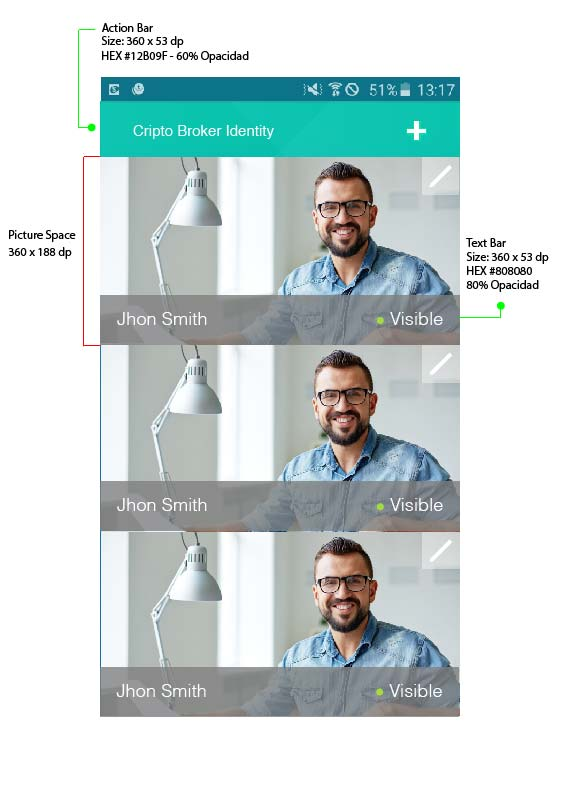 Action Bar
Size: 360 x 53 dp
HEX #12B09F - 60% Opacidad
51% 13:17
Cripto Broker Identity
Picture Space
360 x 188 dp
Text Bar
Size: 360 x 53 dp
HEX #808080
80% Opacidad
Jhon Smith Visible
Jhon Smith Visible
Jhon Smith Visible